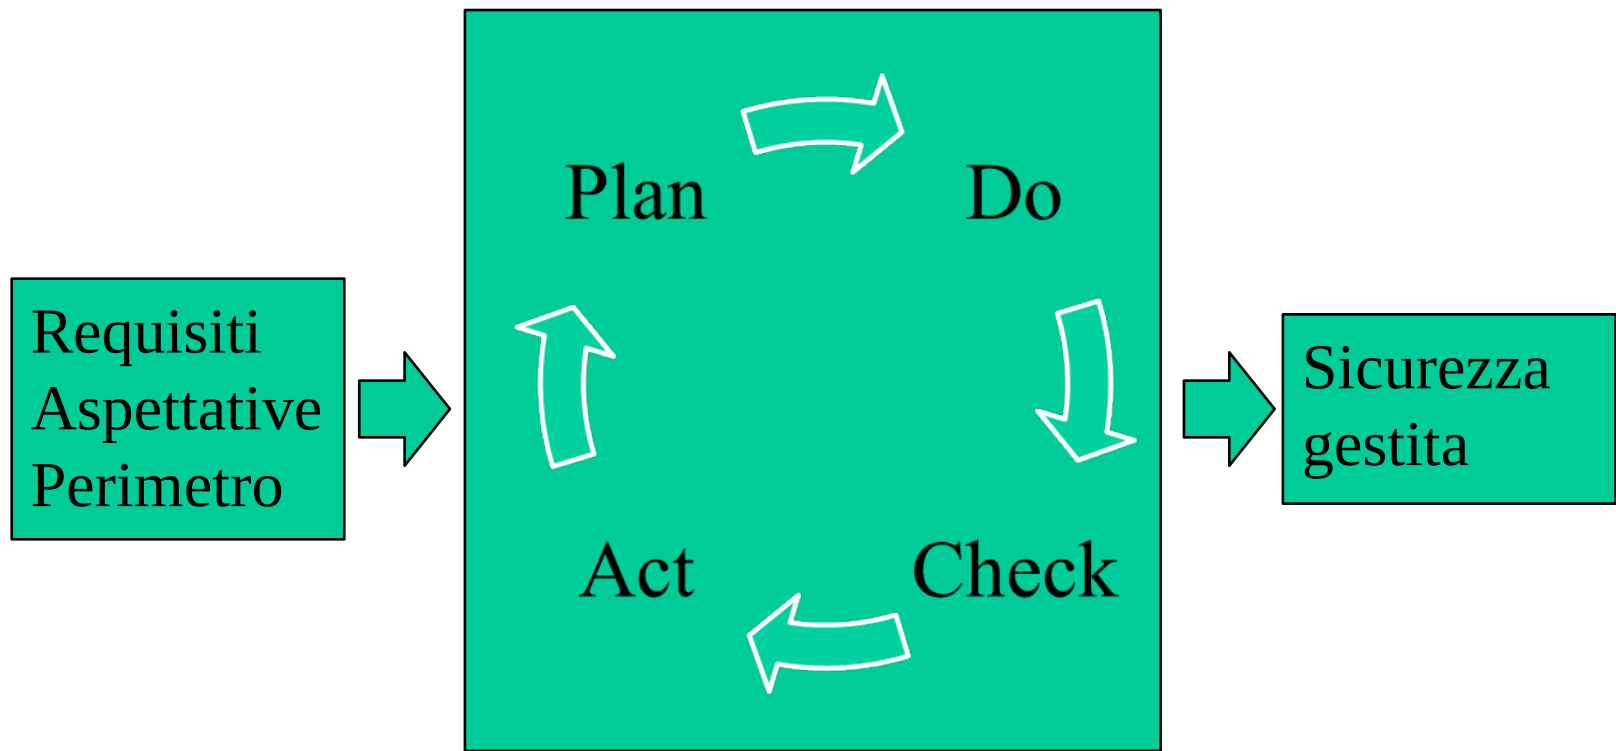 Requisiti
Aspettative
Perimetro
Plan
Do
Act
Check
Sicurezza
gestita